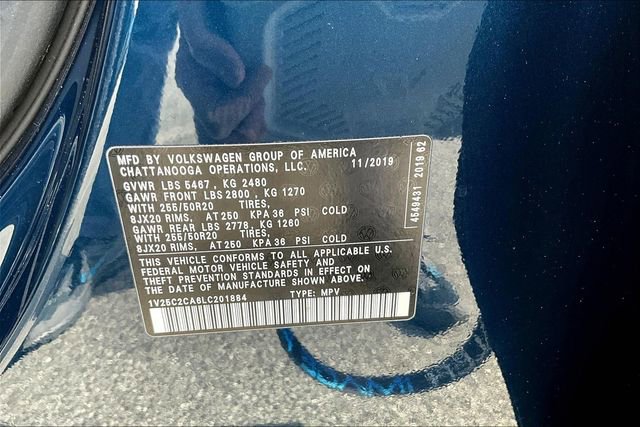 MFD BY VOLKSWAGEN GROUP OF AMERICA
CHATTANOOGA OPERATIONS, LLC. 11/2019
GVWR LBS 5467, KG 2480
GAWR FRONT LBS 2800, KG 1270
WITH 255/50R20 TIRES,
8JX20 RIMS, AT 250 KPA 36 PSI COLD
GAWR REAR LBS 2778, KG 1260
WITH 255/50R20 TIRES,
8JX20 RIMS, AT 250 KPA 36 PSI COLD
THIS VEHICLE CONFORMS TO ALL APPLICABLE U.S.
FEDERAL MOTOR VEHICLE SAFETY AND
THEFT PREVENTION STANDARDS IN EFFECT ON
THE DATE OF MANUFACTURE SHOWN ABOVE.
1V25C2CA6LC201884 TYPE: MPV
4549431 2019 62